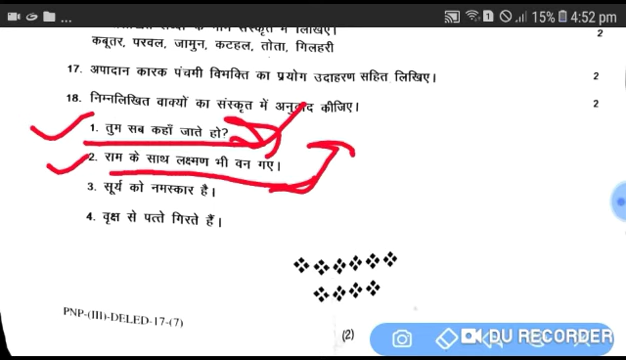 15% 4:52 pm
निम्नलिखित शब्दों के नाम संस्कृत में लिखिए। 2
कबूतर, परवल, जामुन, कटहल, तोता, गिलहरी
17. अपादान कारक पंचमी विभक्ति का प्रयोग उदाहरण सहित लिखिए। 2
18. निम्नलिखित वाक्यों का संस्कृत में अनुवाद कीजिए। 2
1. तुम सब कहाँ जाते हो?
2. राम के साथ लक्ष्मण भी वन गए।
3. सूर्य को नमस्कार है।
4. वृक्ष से पत्ते गिरते हैं।
PNP-(III)-DELED-17-(7)
(2)
DU RECORDER